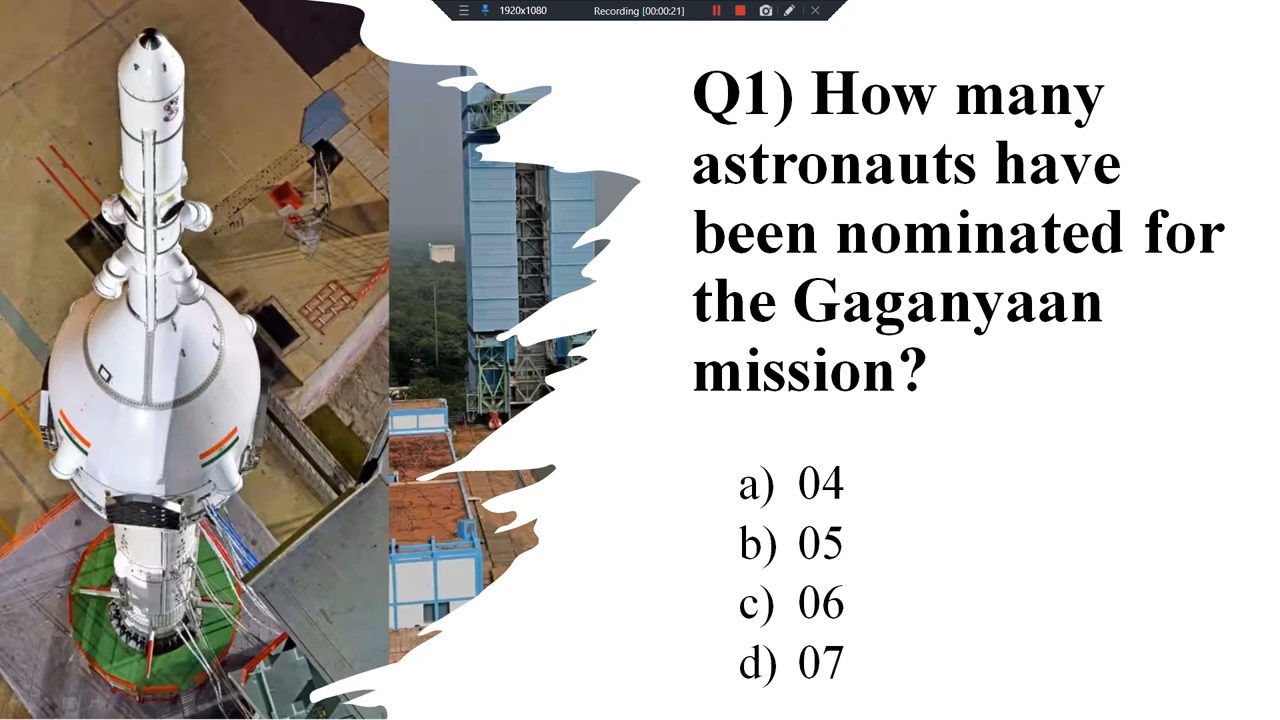 1920x1080
Recording [00:00:21]
Q1) How many
astronauts have
been nominated for
the Gaganyaan
mission?
a) 04
b) 05
c) 06
d) 07